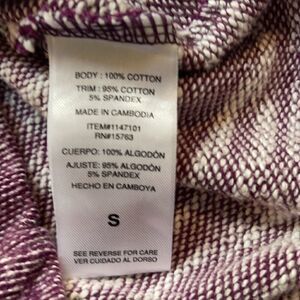 BODY : 100% COTTON
TRIM : 95% COTTON
5% SPANDEX
MADE IN CAMBODIA
ITEM#1147101
RN#15763
CUERPO: 100% ALGODÓN
AJUSTE: 95% ALGODÓN
5% SPANDEX
HECHO EN CAMBOYA
S
SEE REVERSE FOR CARE
VER CUIDADO AL DORSO